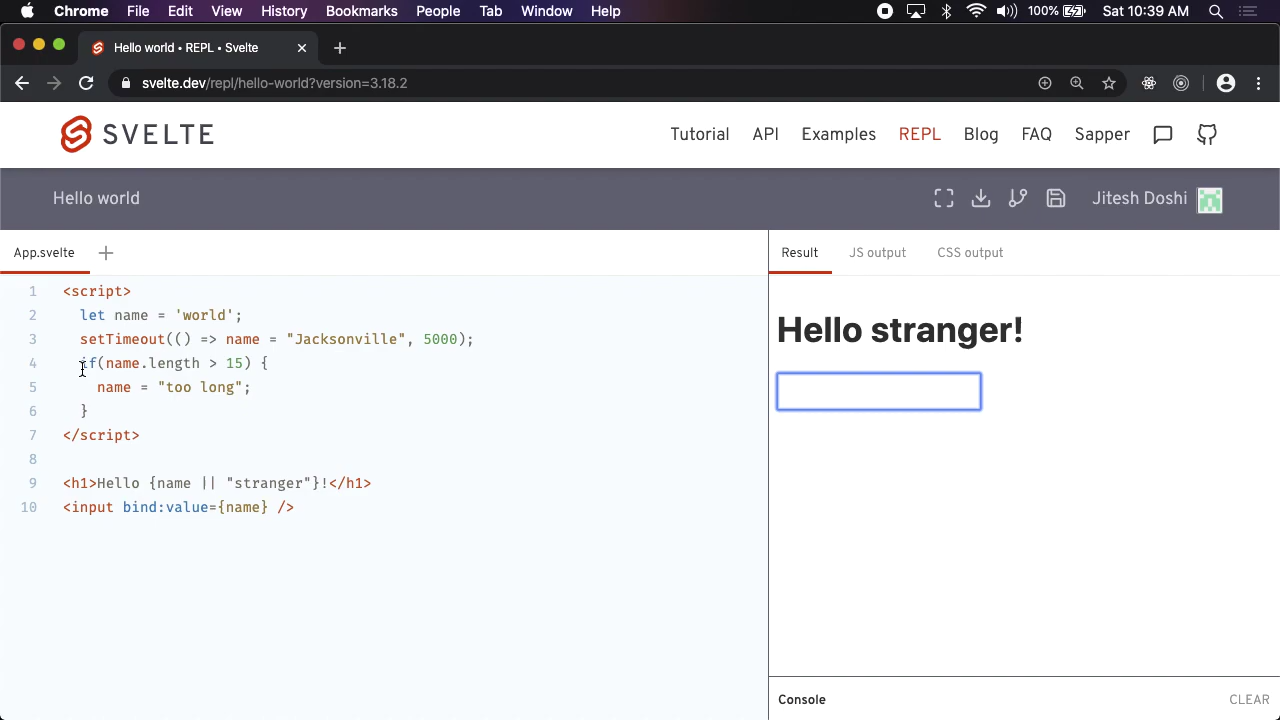 Chrome File Edit View History Bookmarks People Tab Window Help 100% Sat 10:39 AM
Hello world • REPL • Svelte
svelte.dev/repl/hello-world?version=3.18.2
SVELTE Tutorial API Examples REPL Blog FAQ Sapper
Hello world Jitesh Doshi
App.svelte Result JS output CSS output
1 <script>
2 let name = 'world';
3 setTimeout(() => name = "Jacksonville", 5000);
4 if(name.length > 15) {
5 name = "too long";
6 }
7 </script>
8
9 <h1>Hello {name || "stranger"}!</h1>
10 <input bind:value={name} />
Hello stranger!
Console CLEAR